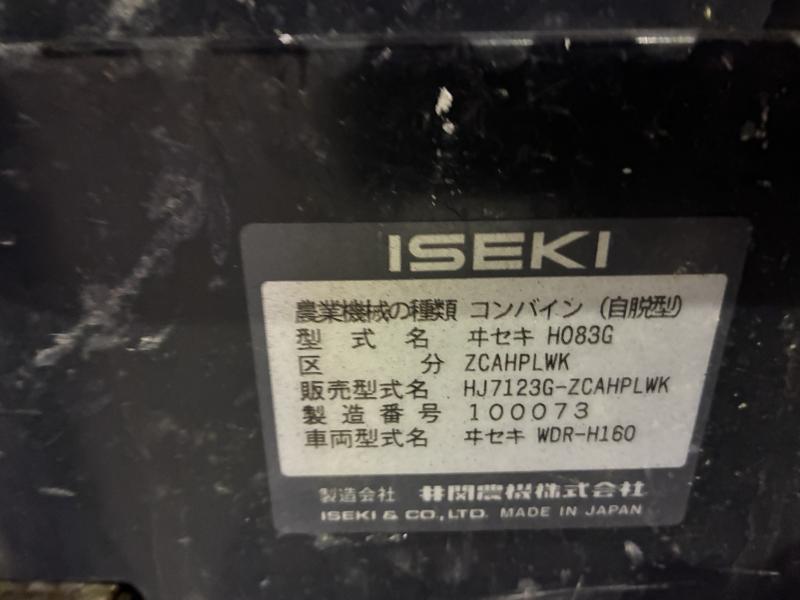 ISEKI
農業機械の種類 コンバイン (自脱型)
型式名 ヰセキ HO83G
区分 ZCAHPLWK
販売型式名 HJ7123G-ZCAHPLWK
製造番号 100073
車両型式名 ヰセキ WDR-H160
製造会社 井関農機株式会社
ISEKI & CO.,LTD. MADE IN JAPAN